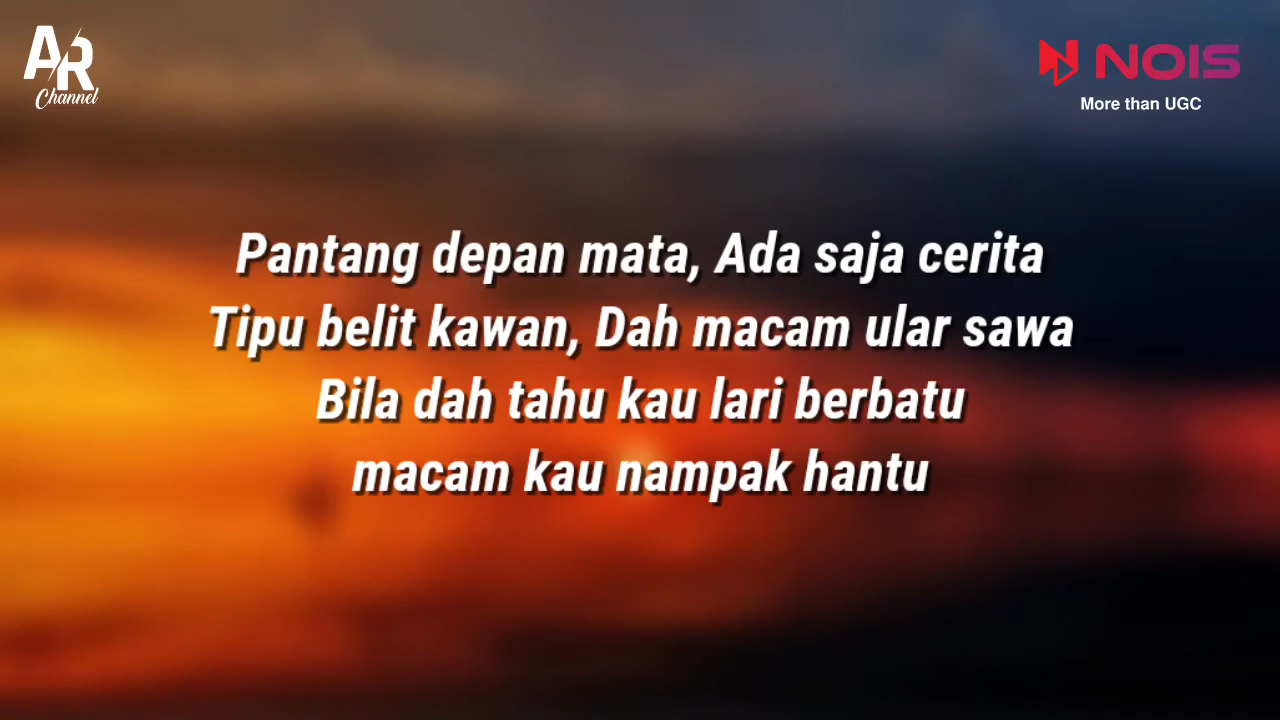 AR
Channel
NOIS
More than UGC
Pantang depan mata, Ada saja cerita
Tipu belit kawan, Dah macam ular sawa
Bila dah tahu kau lari berbatu
macam kau nampak hantu